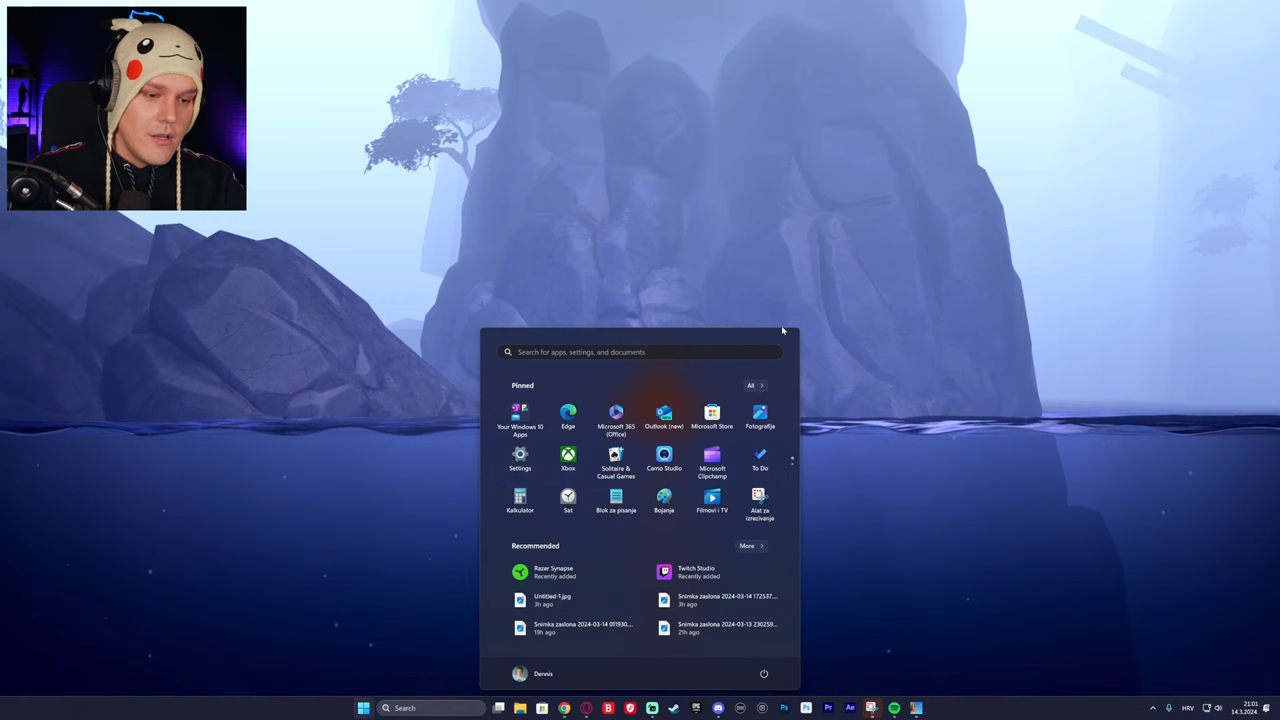 Search for apps, settings, and documents
Pinned
All
Your Windows 10
Apps
Edge
Microsoft 365
(Office)
Outlook (new)
Microsoft Store
Fotografije
Settings
Xbox
Solitaire &
Casual Games
Camo Studio
Microsoft
Clipchamp
To Do
Kalkulator
Sat
Blok za pisanje
Bojanje
Filmovi i TV
Alat za
izrezivanje
Recommended
More
Razer Synapse
Recently added
Twitch Studio
Recently added
Untitled-1.jpg
3h ago
Snimka zaslona 2024-03-14 172537....
3h ago
Snimka zaslona 2024-03-14 011930....
19h ago
Snimka zaslona 2024-03-13 230259...
21h ago
Dennis
Search
Ps
Pr
Ae
HRV
21:01
14.3.2024.